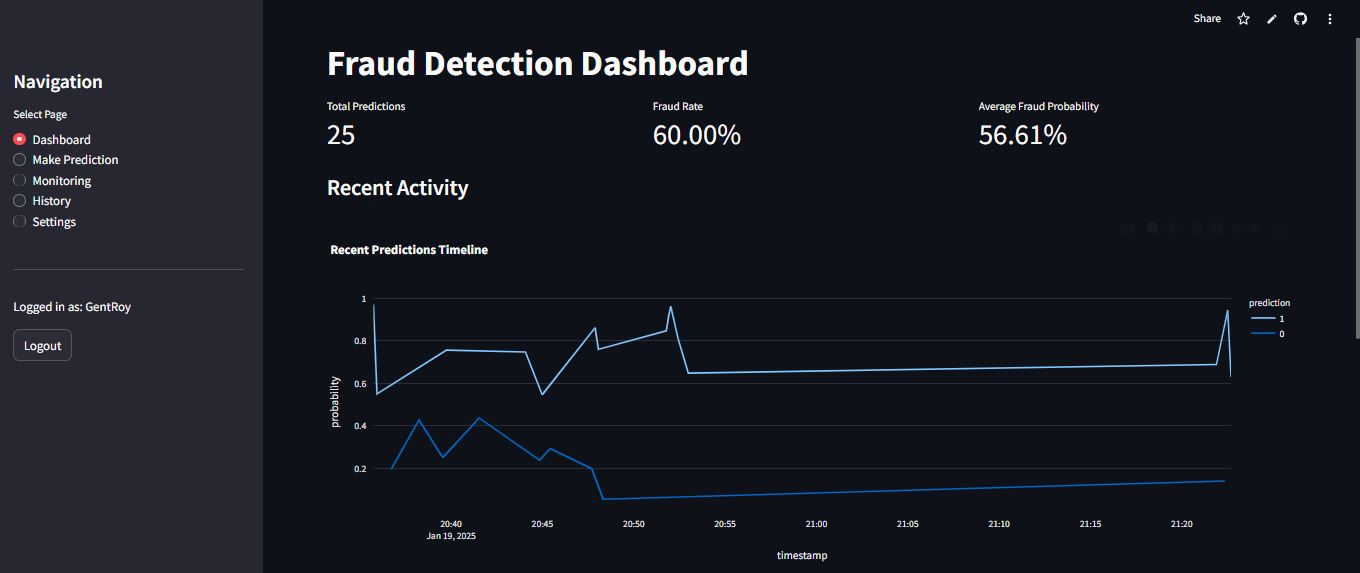 Share
Navigation
Select Page
Dashboard
Make Prediction
Monitoring
History
Settings
Logged in as: GentRoy
Logout
Fraud Detection Dashboard
Total Predictions
25
Fraud Rate
60.00%
Average Fraud Probability
56.61%
Recent Activity
Recent Predictions Timeline
probability
1
0.8
0.6
0.4
0.2
20:40
Jan 19, 2025
20:45
20:50
20:55
21:00
21:05
21:10
21:15
21:20
timestamp
prediction
1
0